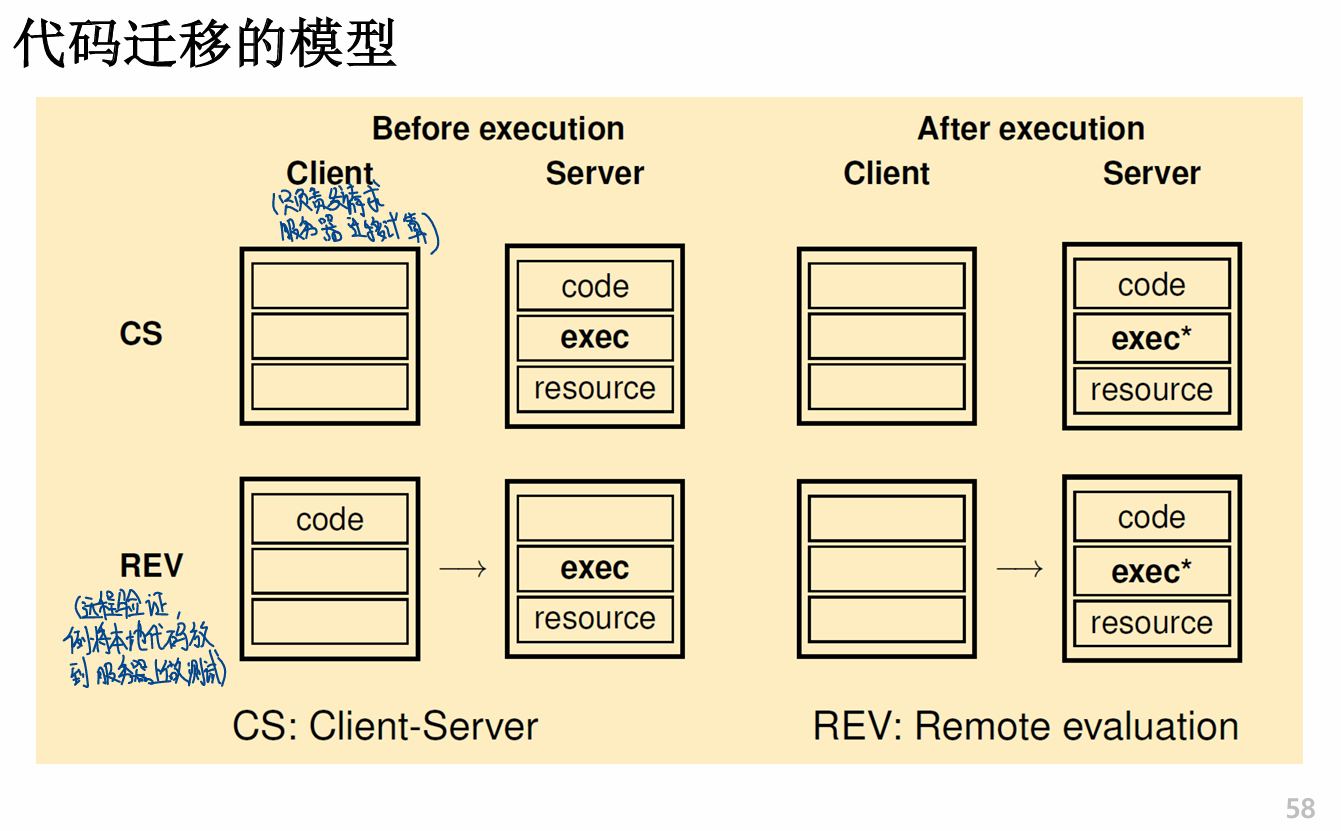 代码迁移的模型
Before execution
After execution
Client
Server
Client
Server
(只负责发请求
服务器直接计算)
CS
code
exec
resource
code
exec*
resource
REV
(远程验证,
例将本地代码放
到服务器上做测试)
code
→
exec
resource
→
code
exec*
resource
CS: Client-Server
REV: Remote evaluation
58